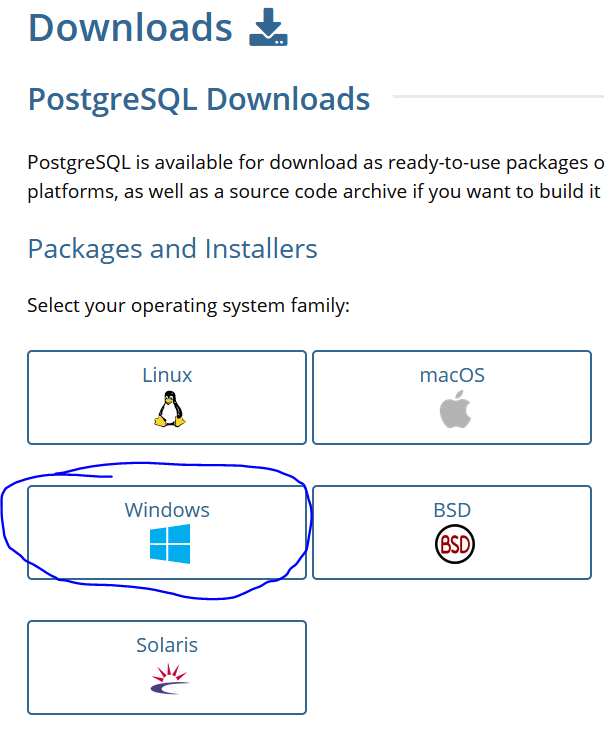 Downloads
PostgreSQL Downloads
PostgreSQL is available for download as ready-to-use packages o
platforms, as well as a source code archive if you want to build it
Packages and Installers
Select your operating system family:
Linux
macOS
Windows
BSD
BSD
Solaris